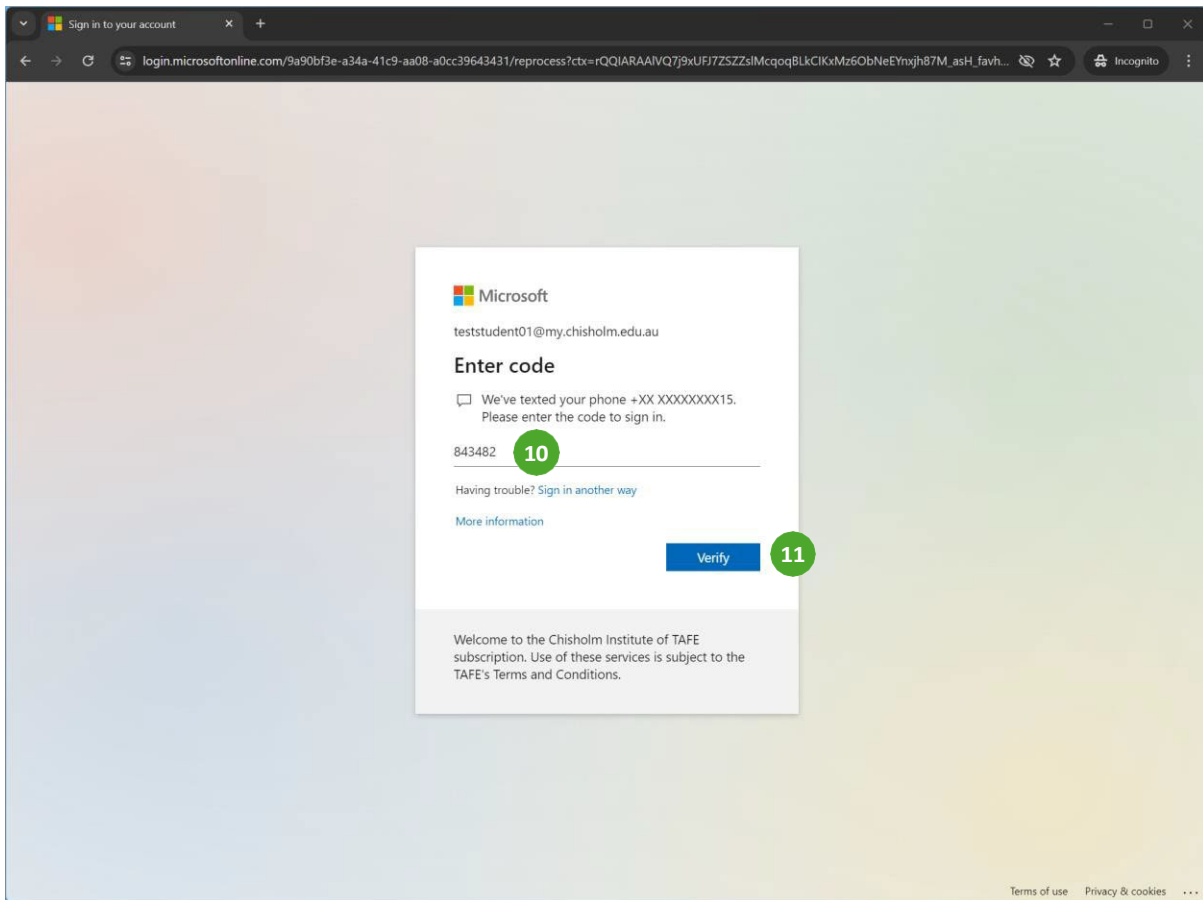 Sign in to your account
login.microsoftonline.com/9a90bf3e-a34a-41c9-aa08-a0cc39643431/reprocess?ctx=rQQIARAAlVQ7j9xUFJ7ZSZZslMcqoqBLkCIKxMz6ObNeEYnxjh87M_asH_favh...
Incognito
Microsoft
teststudent01@my.chisholm.edu.au
Enter code
We've texted your phone +XX XXXXXXXX15.
Please enter the code to sign in.
843482 10
Having trouble? Sign in another way
More information
Verify 11
Welcome to the Chisholm Institute of TAFE
subscription. Use of these services is subject to the
TAFE's Terms and Conditions.
Terms of use Privacy & cookies ...